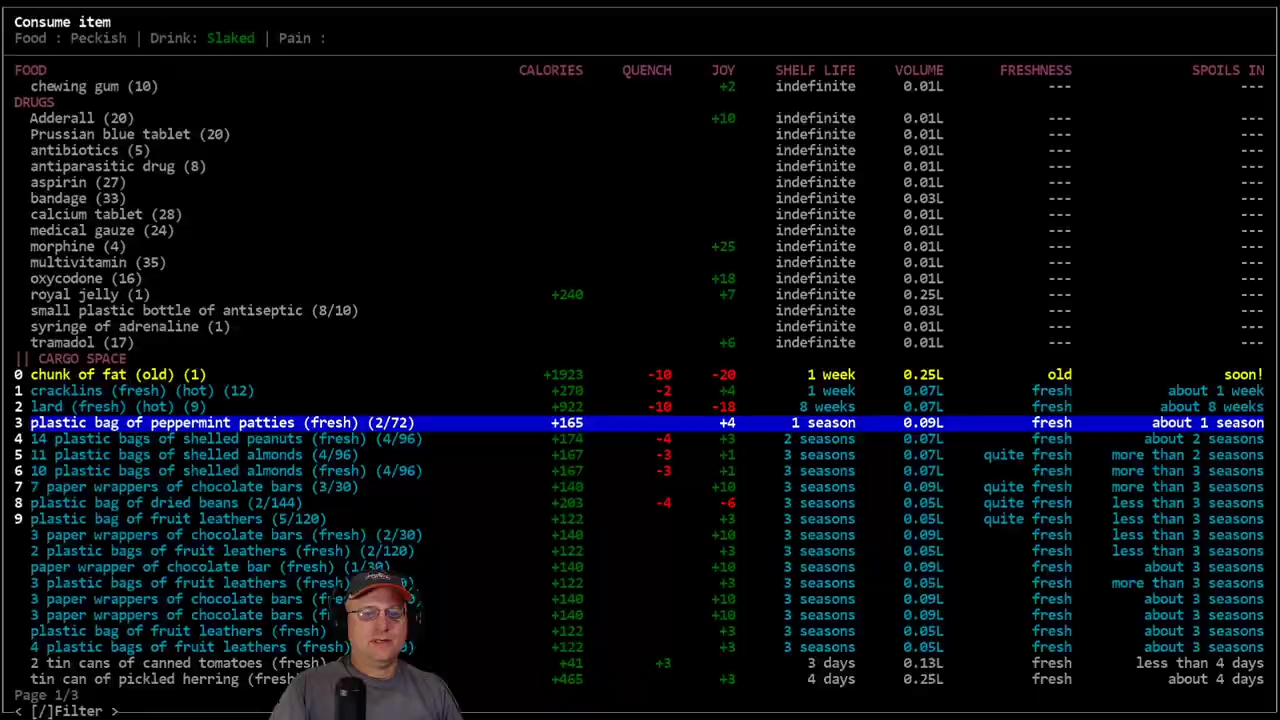 Consume item
Food : Peckish | Drink: Slaked | Pain :
FOOD CALORIES QUENCH JOY SHELF LIFE VOLUME FRESHNESS SPOILS IN
chewing gum (10) +2 indefinite 0.01L --- ---
DRUGS
Adderall (20) +10 indefinite 0.01L --- ---
Prussian blue tablet (20) indefinite 0.01L --- ---
antibiotics (5) indefinite 0.01L --- ---
antiparasitic drug (8) indefinite 0.01L --- ---
aspirin (27) indefinite 0.01L --- ---
bandage (33) indefinite 0.03L --- ---
calcium tablet (28) indefinite 0.01L --- ---
medical gauze (24) indefinite 0.01L --- ---
morphine (4) +25 indefinite 0.01L --- ---
multivitamin (35) indefinite 0.01L --- ---
oxycodone (16) +18 indefinite 0.01L --- ---
royal jelly (1) +240 +7 indefinite 0.25L --- ---
small plastic bottle of antiseptic (8/10) indefinite 0.03L --- ---
syringe of adrenaline (1) indefinite 0.01L --- ---
tramadol (17) +6 indefinite 0.01L --- ---
|| CARGO SPACE
0 chunk of fat (old) (1) +1923 -10 -20 1 week 0.25L old soon!
1 cracklins (fresh) (hot) (12) +270 -2 +4 1 week 0.07L fresh about 1 week
2 lard (fresh) (hot) (9) +922 -10 -18 8 weeks 0.07L fresh about 8 weeks
3 plastic bag of peppermint patties (fresh) (2/72) +165 +4 1 season 0.09L fresh about 1 season
4 14 plastic bags of shelled peanuts (fresh) (4/96) +174 -4 +3 2 seasons 0.07L fresh about 2 seasons
5 11 plastic bags of shelled almonds (4/96) +167 -3 +1 3 seasons 0.07L quite fresh more than 2 seasons
6 10 plastic bags of shelled almonds (fresh) (4/96) +167 -3 +1 3 seasons 0.07L fresh more than 3 seasons
7 7 paper wrappers of chocolate bars (3/30) +140 +10 3 seasons 0.09L quite fresh more than 3 seasons
8 plastic bag of dried beans (2/144) +203 -4 -6 3 seasons 0.05L quite fresh less than 3 seasons
9 plastic bag of fruit leathers (5/120) +122 +3 3 seasons 0.05L quite fresh less than 3 seasons
3 paper wrappers of chocolate bars (fresh) (2/30) +140 +10 3 seasons 0.09L fresh less than 3 seasons
2 plastic bags of fruit leathers (fresh) (2/120) +122 +3 3 seasons 0.05L fresh less than 3 seasons
paper wrapper of chocolate bar (fresh) (1/30) +140 +10 3 seasons 0.09L fresh about 3 seasons
3 plastic bags of fruit leathers (fresh) +122 +3 3 seasons 0.05L fresh more than 3 seasons
3 paper wrappers of chocolate bars +140 +10 3 seasons 0.09L fresh about 3 seasons
3 paper wrappers of chocolate bars +140 +10 3 seasons 0.09L fresh about 3 seasons
plastic bag of fruit leathers (fresh) +122 +3 3 seasons 0.05L fresh about 3 seasons
4 plastic bags of fruit leathers (fresh) +122 +3 3 seasons 0.05L fresh about 3 seasons
2 tin cans of canned tomatoes (fresh) +41 +3 3 days 0.13L fresh less than 4 days
tin can of pickled herring (fresh) +465 +3 4 days 0.25L fresh about 4 days
Page 1/3
< [/]Filter >